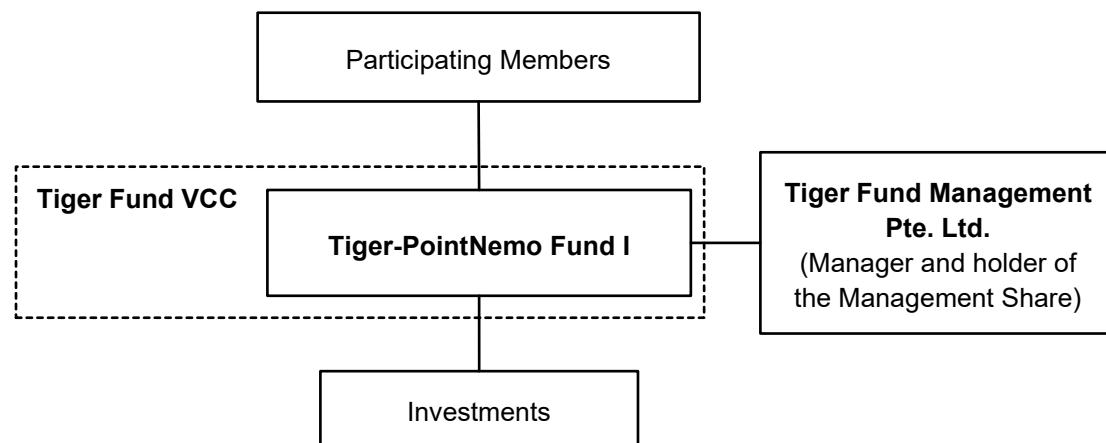 Participating Members
Tiger Fund VCC
Tiger-PointNemo Fund I
Tiger Fund Management
Pte. Ltd.
(Manager and holder of
the Management Share)
Investments